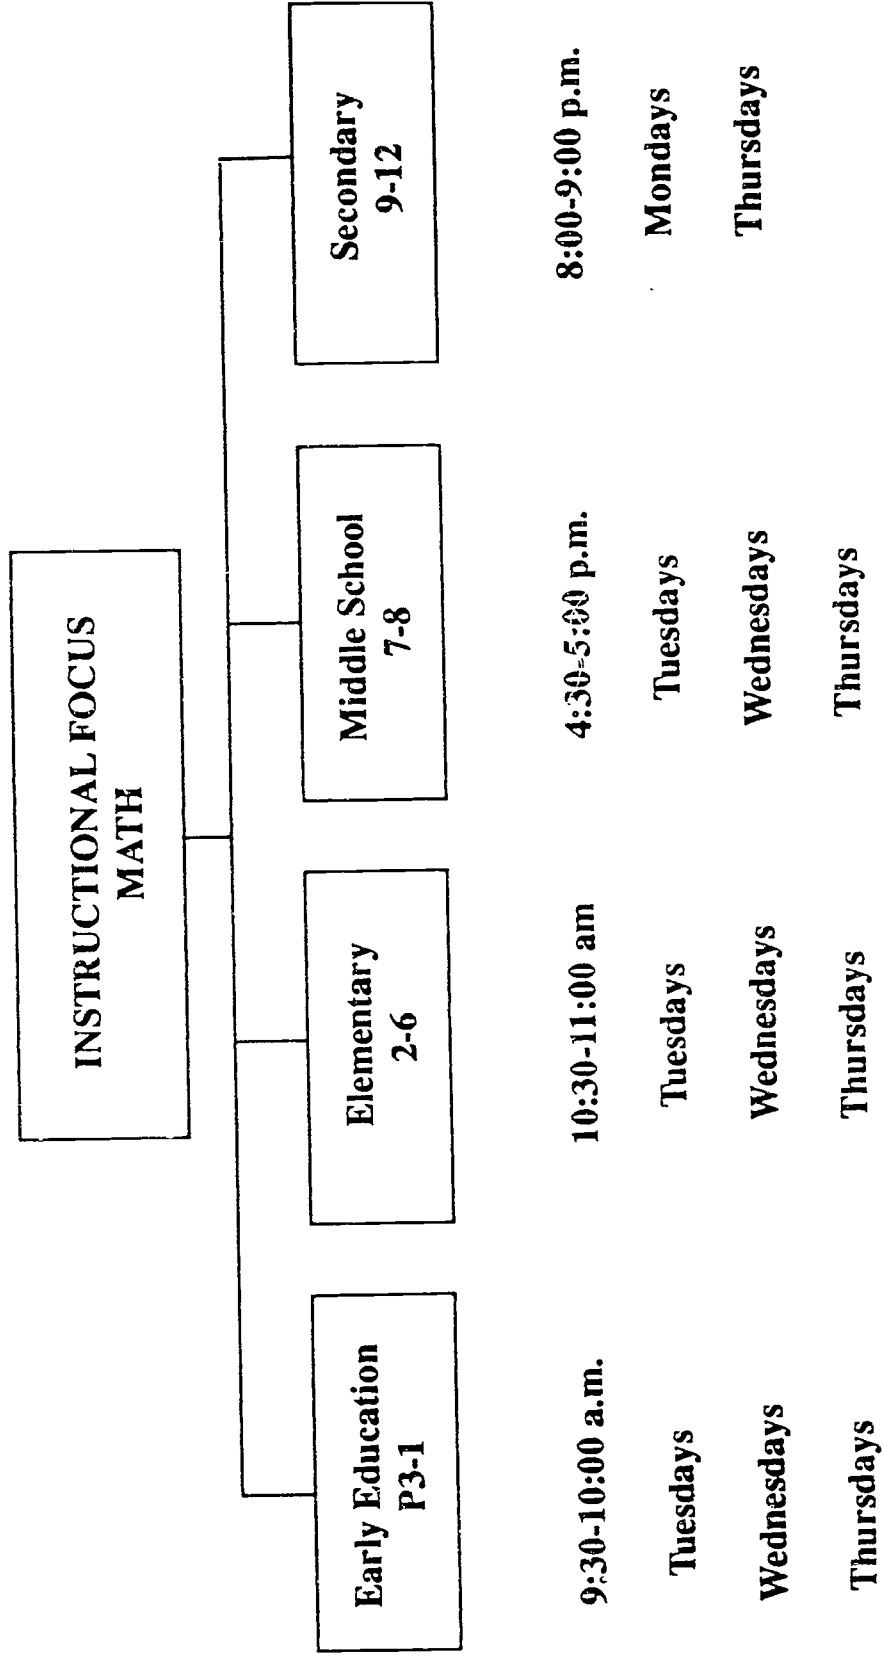 INSTRUCTIONAL FOCUS
MATH
Early Education
P3-1
9:30-10:00 a.m.
Tuesdays
Wednesdays
Thursdays
Elementary
2-6
10:30-11:00 am
Tuesdays
Wednesdays
Thursdays
Middle School
7-8
4:30-5:00 p.m.
Tuesdays
Wednesdays
Thursdays
Secondary
9-12
8:00-9:00 p.m.
Mondays
Thursdays